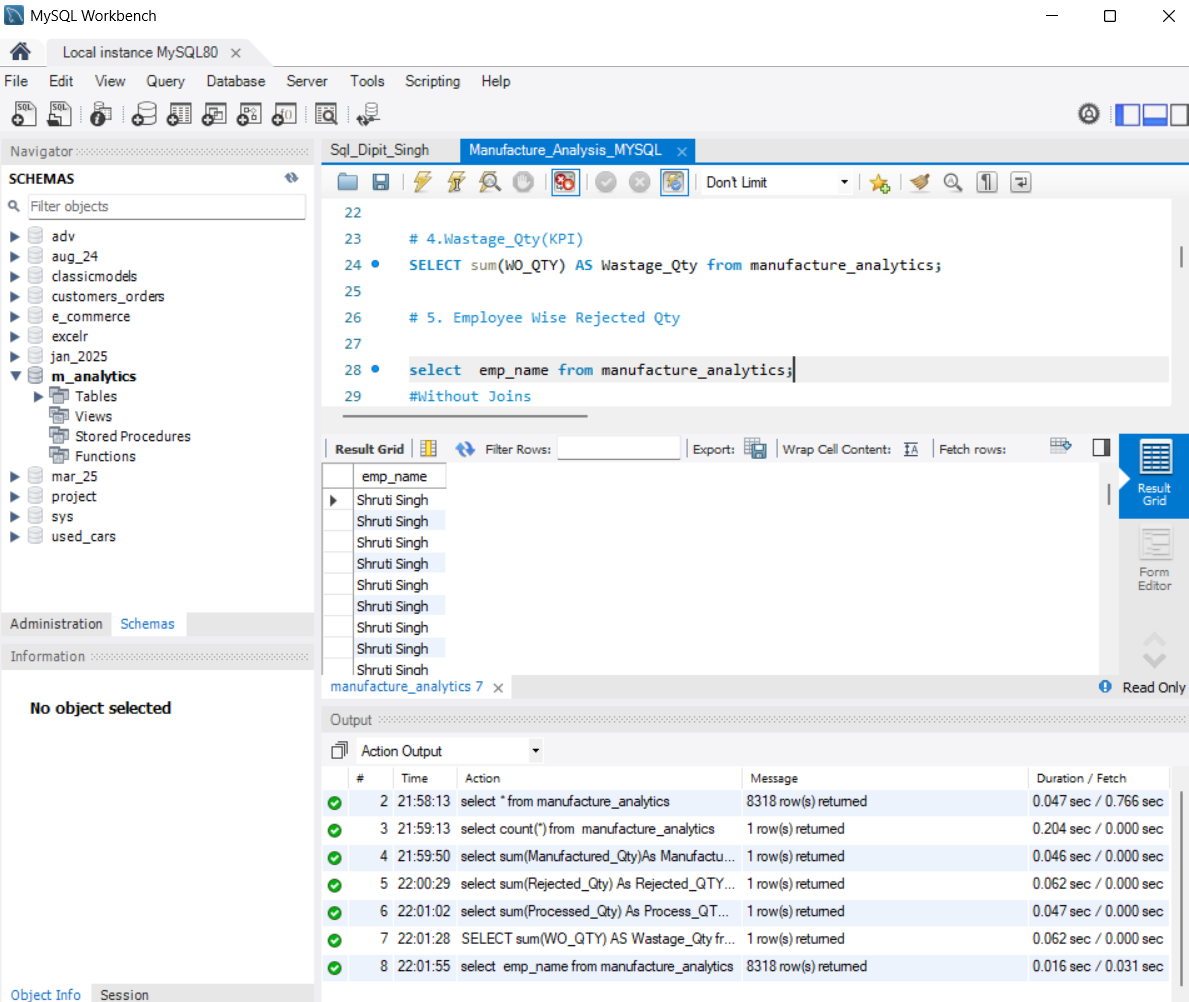 MySQL Workbench
Local instance MySQL80
File Edit View Query Database Server Tools Scripting Help
Navigator
SCHEMAS
Filter objects
adv
aug_24
classicmodels
customers_orders
e_commerce
excelr
jan_2025
m_analytics
Tables
Views
Stored Procedures
Functions
mar_25
project
sys
used_cars
Administration Schemas
Information
No object selected
Object Info Session
Sql_Dipit_Singh Manufacture_Analysis_MYSQL
Don't Limit
22
23 # 4.Wastage_Qty(KPI)
24 SELECT sum(WO_QTY) AS Wastage_Qty from manufacture_analytics;
25
26 # 5. Employee Wise Rejected Qty
27
28 select  emp_name from manufacture_analytics;
29 #Without Joins
Result Grid Filter Rows: Export: Wrap Cell Content: Fetch rows:
emp_name
Shruti Singh
Shruti Singh
Shruti Singh
Shruti Singh
Shruti Singh
Shruti Singh
Shruti Singh
Shruti Singh
Shruti Singh
Result Grid
Form Editor
manufacture_analytics 7
Read Only
Output
Action Output
# Time Action Message Duration / Fetch
2 21:58:13 select * from manufacture_analytics 8318 row(s) returned 0.047 sec / 0.766 sec
3 21:59:13 select count(*) from  manufacture_analytics 1 row(s) returned 0.204 sec / 0.000 sec
4 21:59:50 select sum(Manufactured_Qty)As Manufactu... 1 row(s) returned 0.046 sec / 0.000 sec
5 22:00:29 select sum(Rejected_Qty) As Rejected_QTY... 1 row(s) returned 0.062 sec / 0.000 sec
6 22:01:02 select sum(Processed_Qty) As Process_QT... 1 row(s) returned 0.047 sec / 0.000 sec
7 22:01:28 SELECT sum(WO_QTY) AS Wastage_Qty fr... 1 row(s) returned 0.062 sec / 0.000 sec
8 22:01:55 select  emp_name from manufacture_analytics 8318 row(s) returned 0.016 sec / 0.031 sec